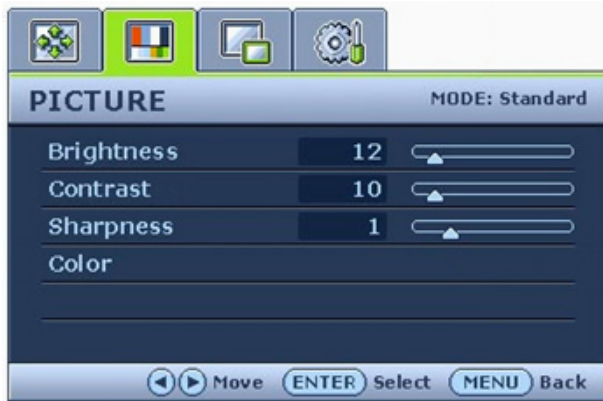 PICTURE MODE: Standard
Brightness 12
Contrast 10
Sharpness 1
Color
Move ENTER Select MENU Back